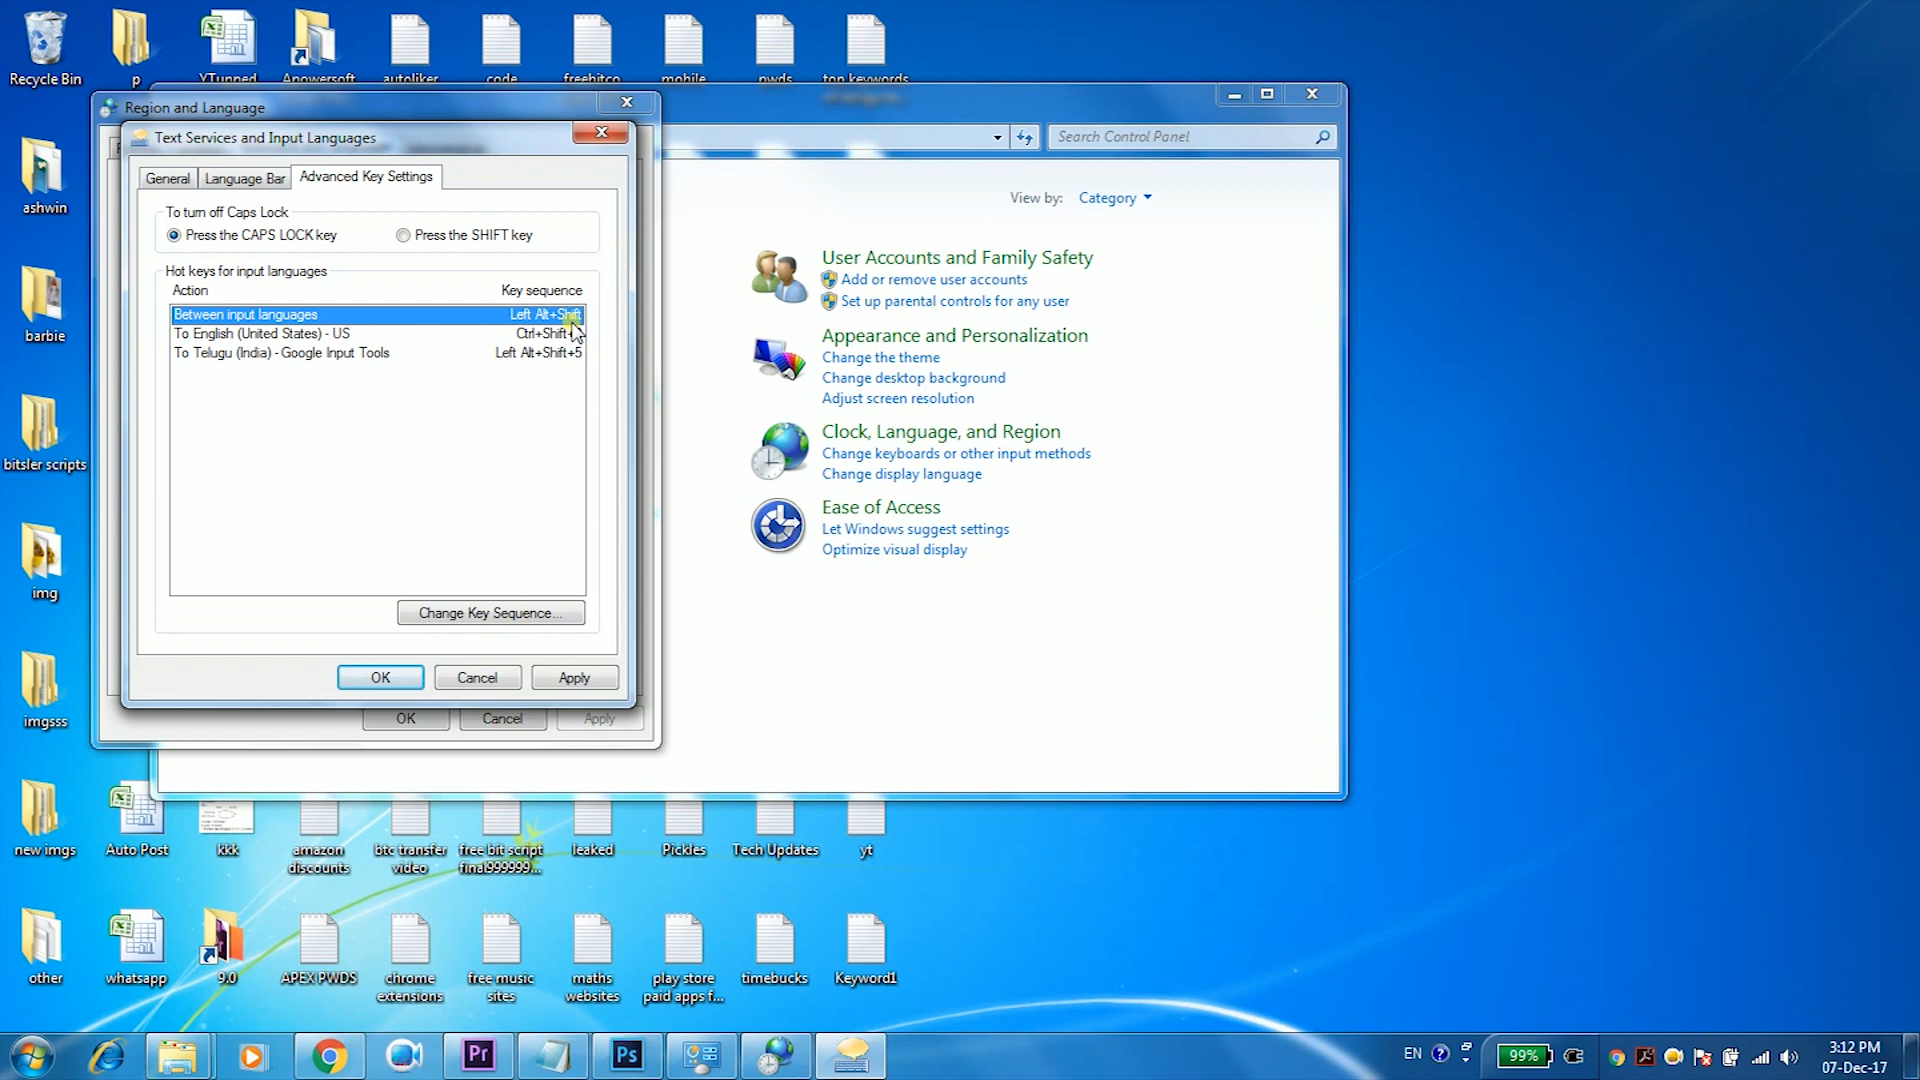 Recycle Bin
p
YTunned
Apowersoft
autoliker
code
freebitco
mobile
pwds
top keywords
Region and Language
Text Services and Input Languages
Search Control Panel
General
Language Bar
Advanced Key Settings
To turn off Caps Lock
Press the CAPS LOCK key
Press the SHIFT key
Hot keys for input languages
Action
Key sequence
Between input languages
Left Alt+Shift
To English (United States) - US
Ctrl+Shift+
To Telugu (India) - Google Input Tools
Left Alt+Shift+5
Change Key Sequence...
OK
Cancel
Apply
OK
Cancel
Apply
View by:
Category
User Accounts and Family Safety
Add or remove user accounts
Set up parental controls for any user
Appearance and Personalization
Change the theme
Change desktop background
Adjust screen resolution
Clock, Language, and Region
Change keyboards or other input methods
Change display language
Ease of Access
Let Windows suggest settings
Optimize visual display
ashwin
barbie
bitsler scripts
img
imgsss
new imgs
Auto Post
kkk
amazon
discounts
btc transfer
video
free bit script
final999999...
leaked
Pickles
Tech Updates
yt
other
whatsapp
9.0
APEX PWDS
chrome
extensions
free music
sites
maths
websites
play store
paid apps f...
timebucks
Keyword1
Pr
Ps
EN
99%
3:12 PM
07-Dec-17